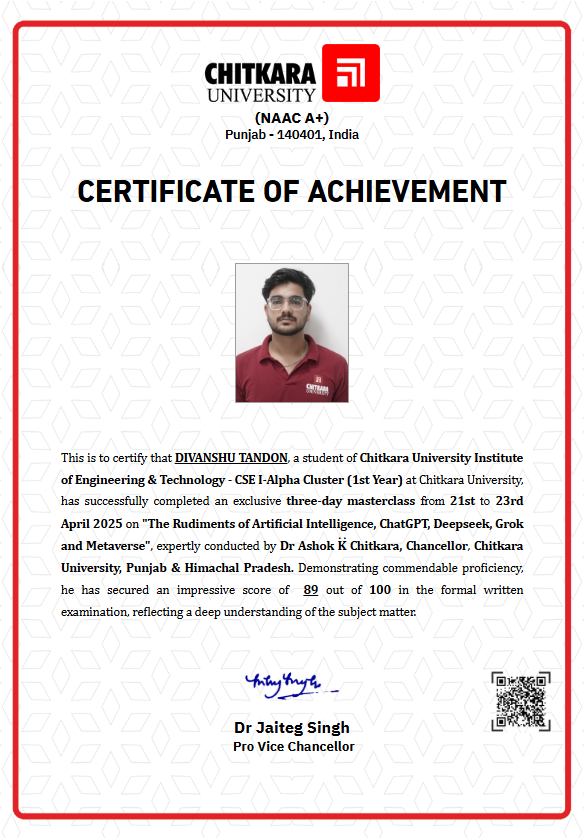 CHITKARA
UNIVERSITY
(NAAC A+)
Punjab - 140401, India
CERTIFICATE OF ACHIEVEMENT
CHITKARA
UNIVERSITY
This is to certify that DIVANSHU TANDON, a student of Chitkara University Institute
of Engineering & Technology - CSE I-Alpha Cluster (1st Year) at Chitkara University,
has successfully completed an exclusive three-day masterclass from 21st to 23rd
April 2025 on "The Rudiments of Artificial Intelligence, ChatGPT, Deepseek, Grok
and Metaverse", expertly conducted by Dr Ashok K̈ Chitkara, Chancellor, Chitkara
University, Punjab & Himachal Pradesh. Demonstrating commendable proficiency,
he has secured an impressive score of 89 out of 100 in the formal written
examination, reflecting a deep understanding of the subject matter.
Dr Jaiteg Singh
Pro Vice Chancellor